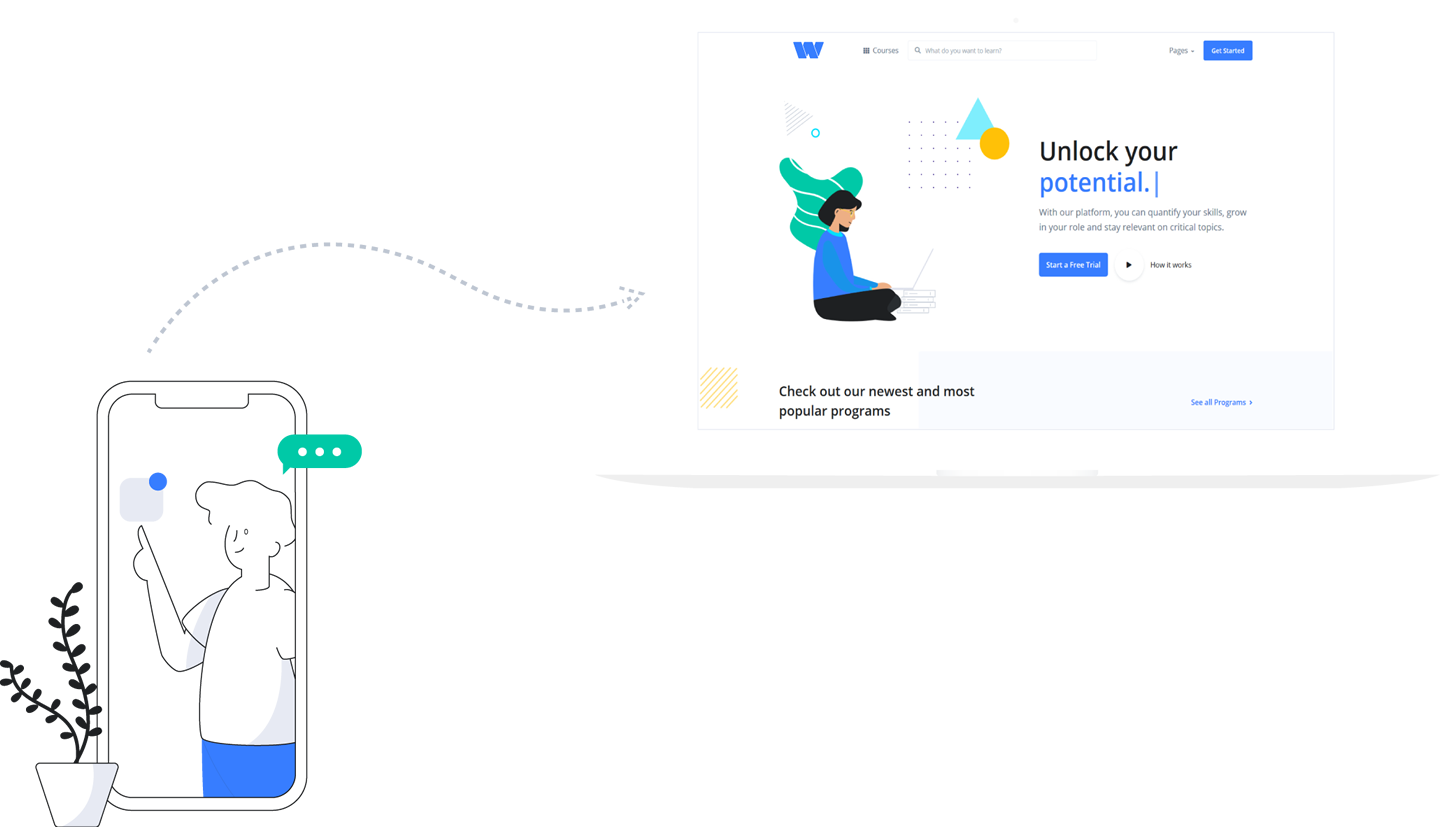 W
Courses
What do you want to learn?
Pages
Get Started
Unlock your
potential.|
With our platform, you can quantify your skills, grow
in your role and stay relevant on critical topics.
Start a Free Trial
How it works
Check out our newest and most
popular programs
See all Programs